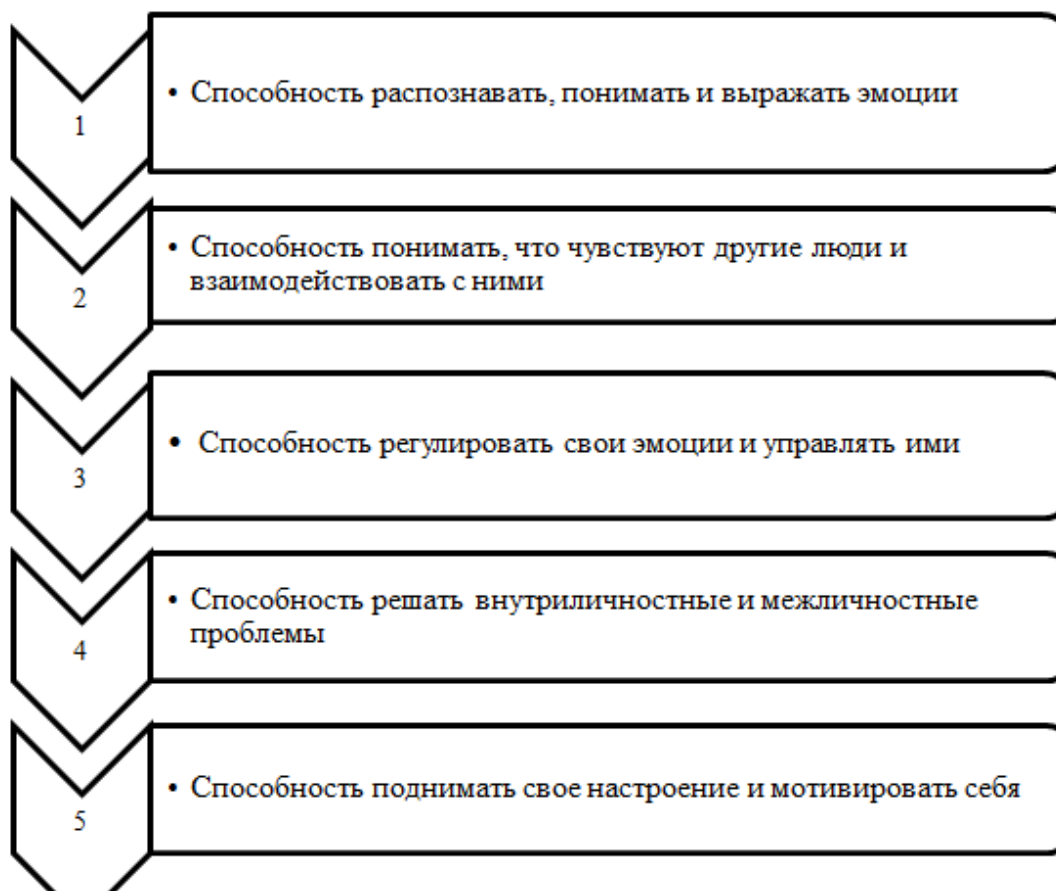 1
• Способность распознавать, понимать и выражать эмоции
2
• Способность понимать, что чувствуют другие люди и
взаимодействовать с ними
3
• Способность регулировать свои эмоции и управлять ими
4
• Способность решать внутриличностные и межличностные
проблемы
5
• Способность поднимать свое настроение и мотивировать себя